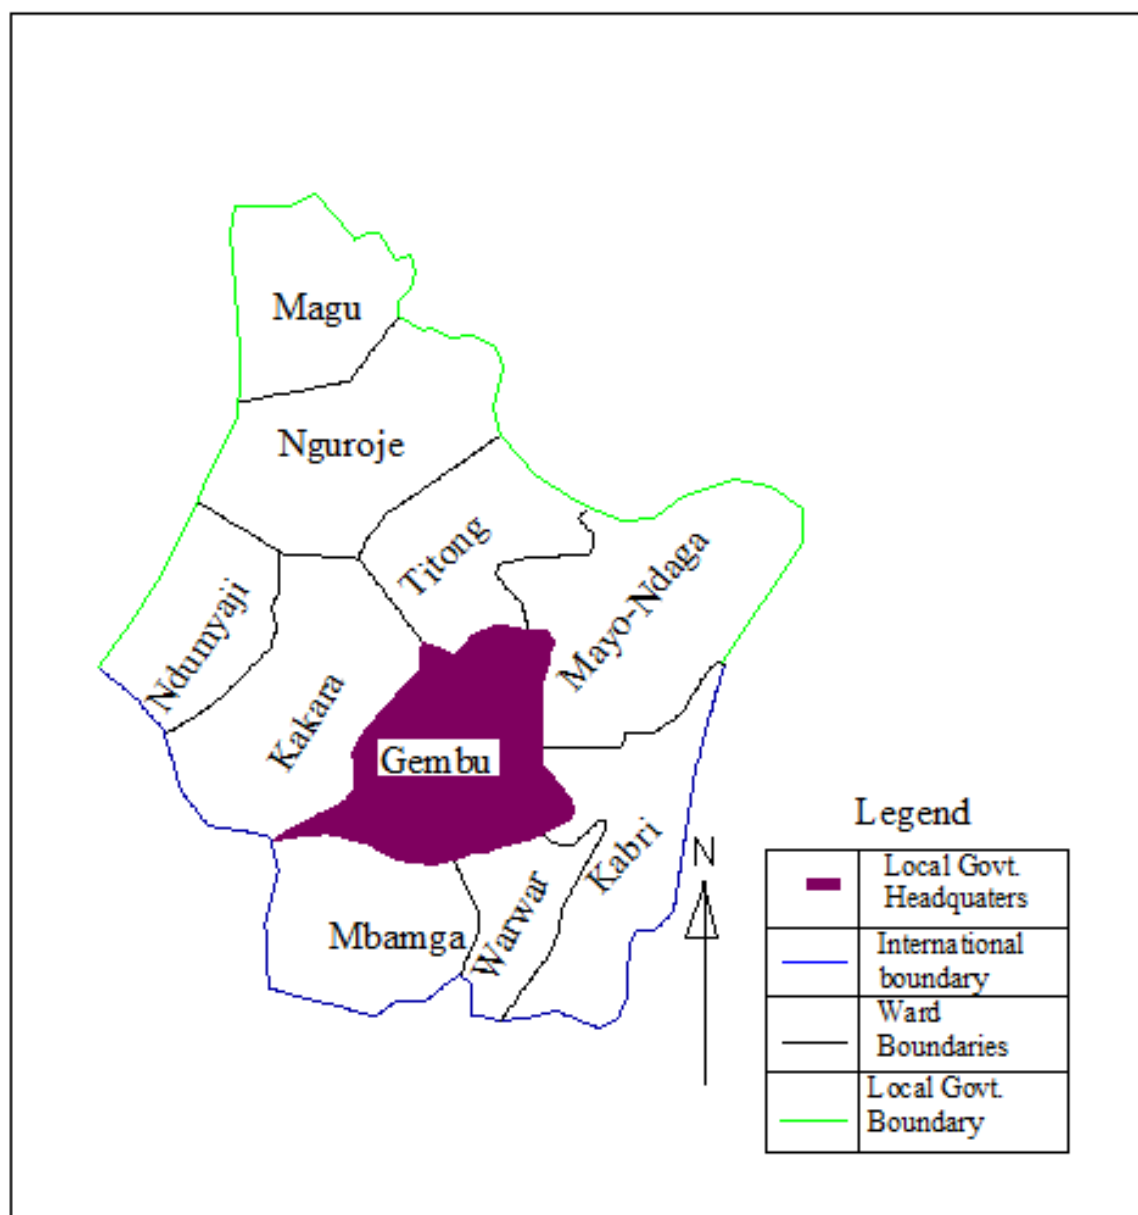 Magu
Nguroje
Titong
Mayo-Ndaga
Ndumyaji
Kakara
Gembu
Kabri
Warwar
Mbamga
N
Legend
Local Govt.
Headquaters
International
boundary
Ward
Boundaries
Local Govt.
Boundary